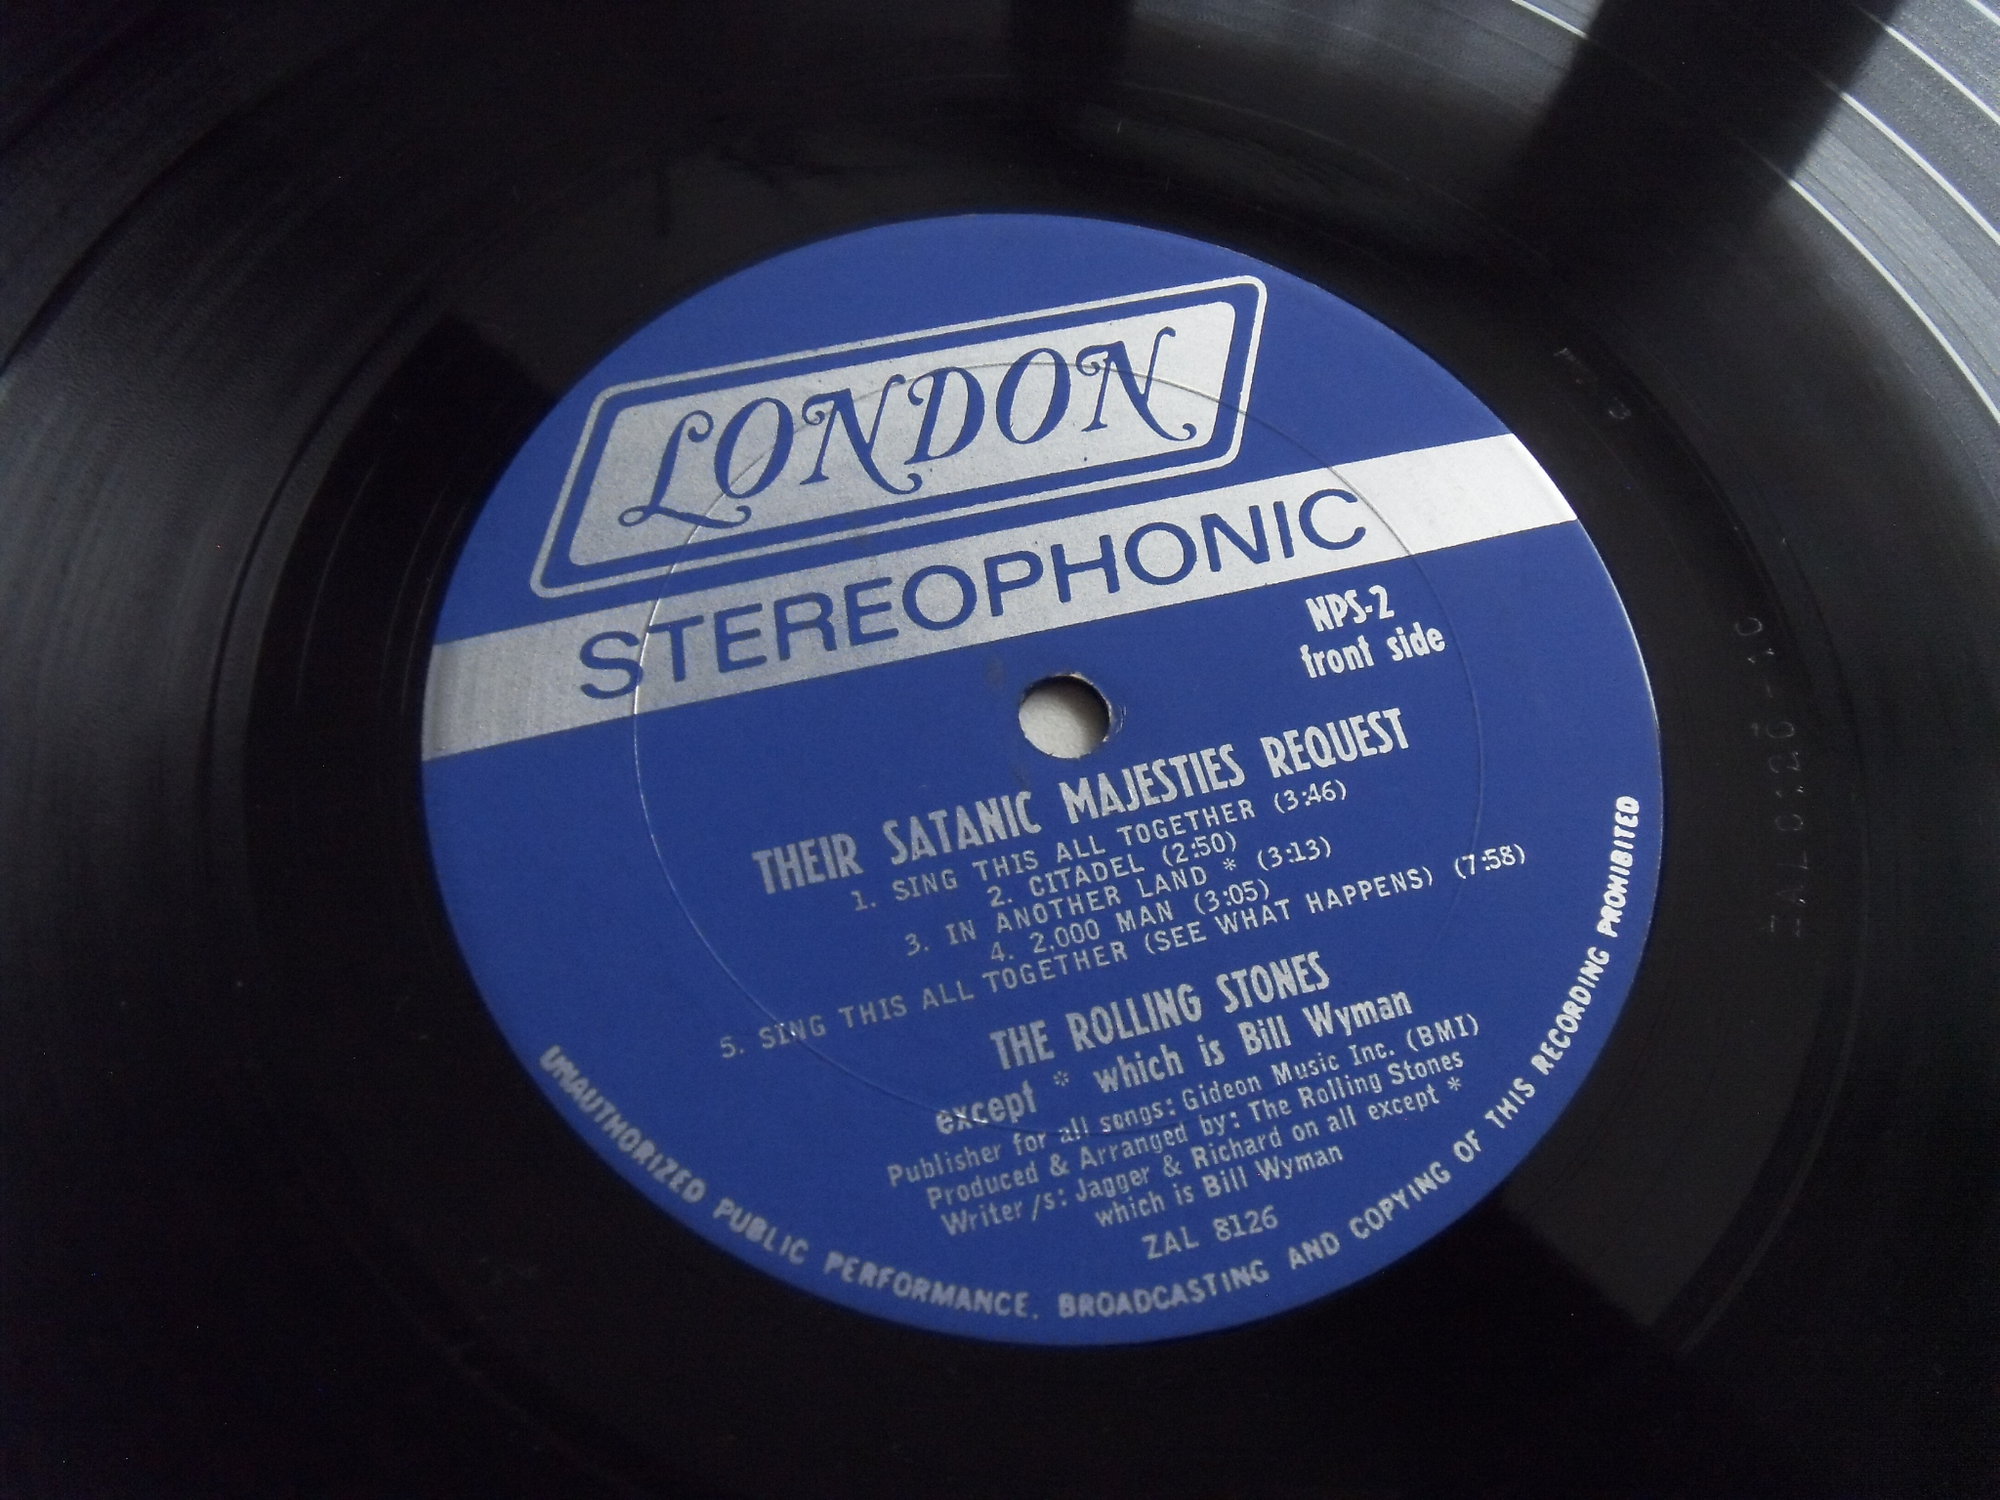 LONDON
STEREOPHONIC
NPS-2
front side
THEIR SATANIC MAJESTIES REQUEST
1. SING THIS ALL TOGETHER (3:46)
2. CITADEL (2:50)
3. IN ANOTHER LAND * (3:13)
4. 2,000 MAN (3:05)
5. SING THIS ALL TOGETHER (SEE WHAT HAPPENS) (7:58)
THE ROLLING STONES
except * which is Bill Wyman
Publisher for all songs: Gideon Music Inc. (BMI)
Produced & Arranged by: The Rolling Stones
Writer/s: Jagger & Richard on all except *
which is Bill Wyman
ZAL 8126
UNAUTHORIZED PUBLIC PERFORMANCE, BROADCASTING AND COPYING OF THIS RECORDING PROHIBITED